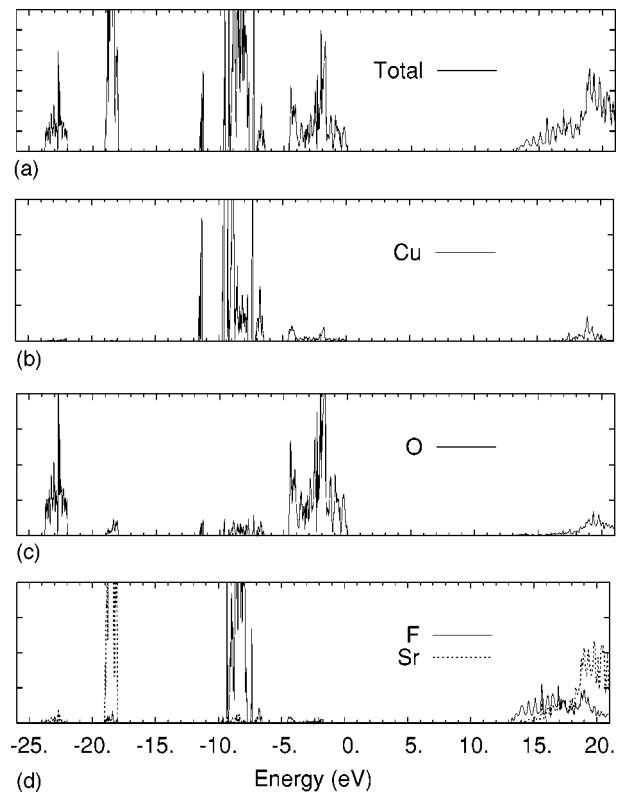 Total
(a)
Cu
(b)
O
(c)
F
Sr
-25. -20. -15. -10. -5. 0. 5. 10. 15. 20.
(d)
Energy (eV)